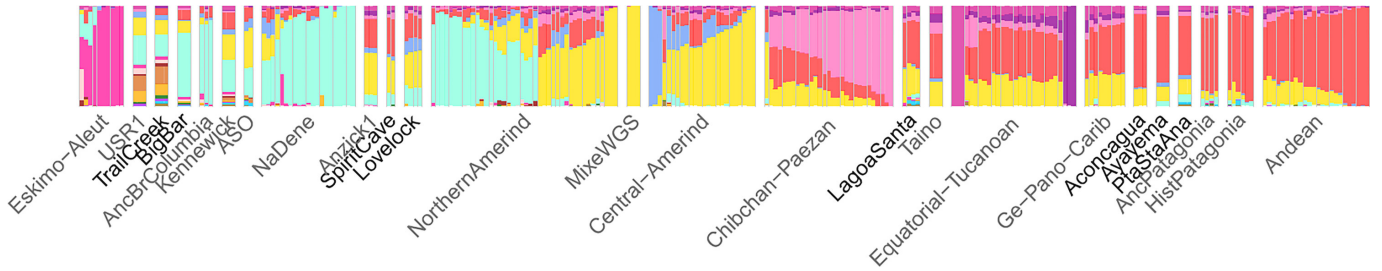 Eskimo-Aleut
USR1
TrailCreek
BigBar
AncBrColumbia
Kennewick
ASO
NaDene
Anzick1
SpiritCave
Lovelock
NorthernAmerind
MixeWGS
Central-Amerind
Chibchan-Paezan
LagoaSanta
Taino
Equatorial-Tucanoan
Ge-Pano-Carib
Aconcagua
Ayayema
PtaStaAna
AncPatagonia
HistPatagonia
Andean